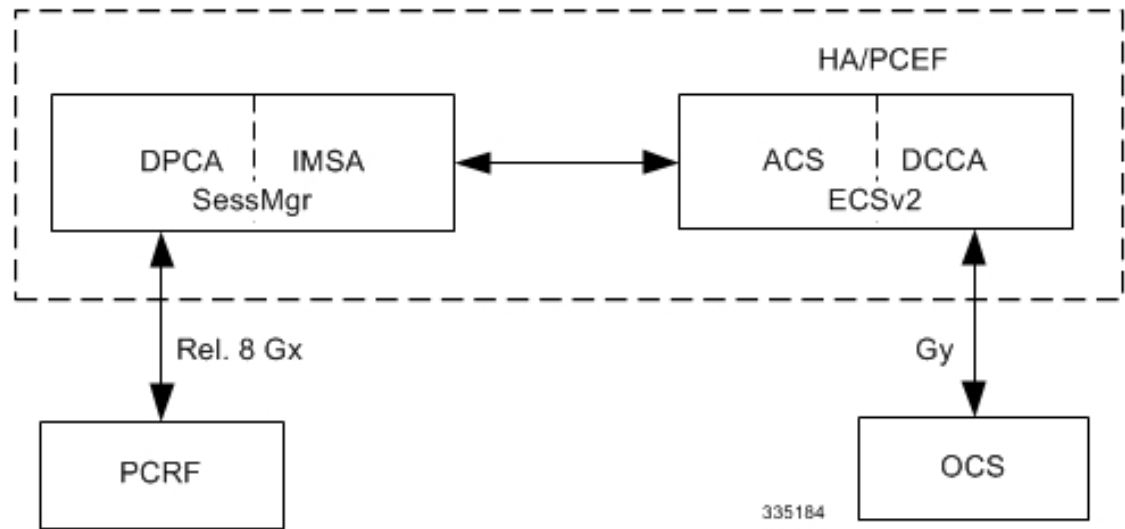 HA/PCEF
DPCA IMSA
SessMgr
ACS DCCA
ECSv2
Rel. 8 Gx
Gy
PCRF
OCS
335184